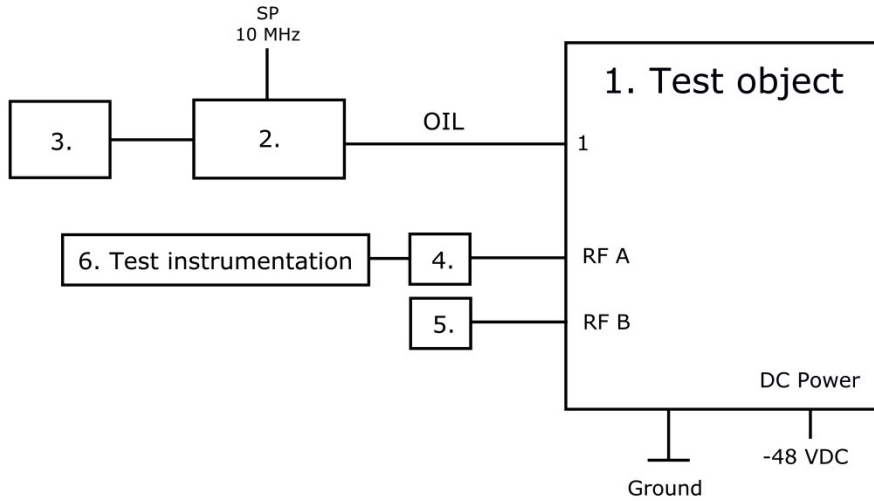 SP
10 MHz
1. Test object
3.
2.
OIL
1
6. Test instrumentation
4.
RF A
5.
RF B
DC Power
-48 VDC
Ground